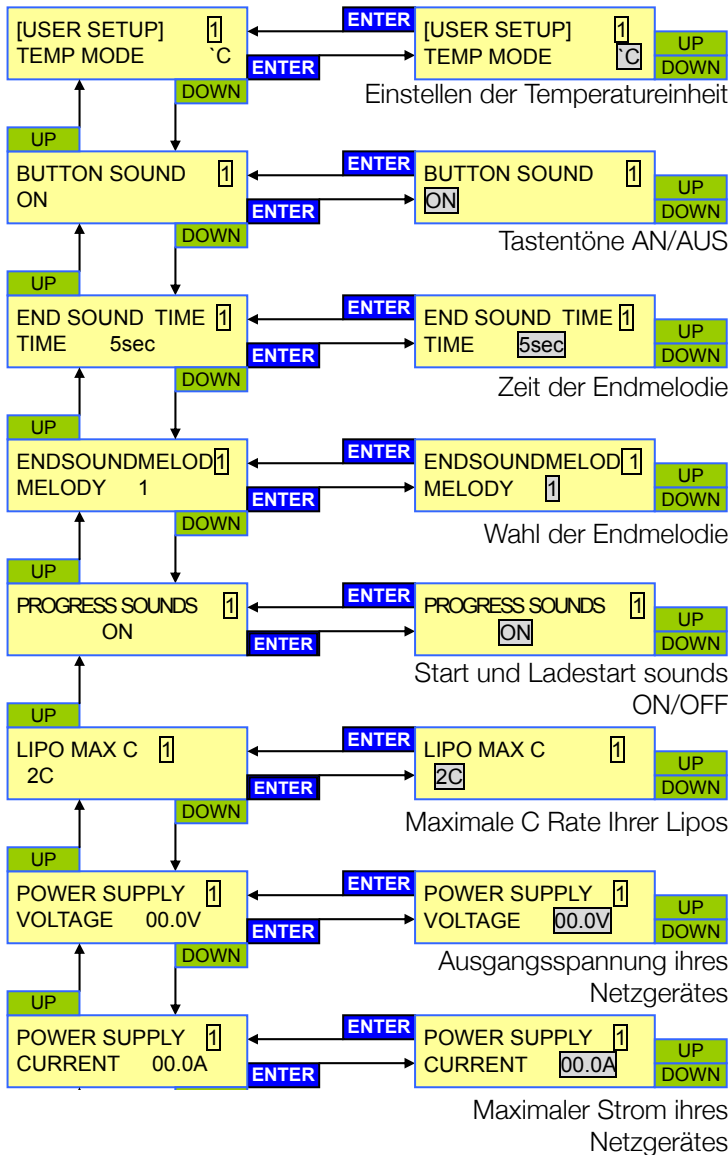 ENTER
[USER SETUP] 1
TEMP MODE `C
ENTER
[USER SETUP] 1
TEMP MODE `C
UP
DOWN
DOWN
Einstellen der Temperatureinheit
UP
ENTER
BUTTON SOUND 1
ON
ENTER
BUTTON SOUND 1
ON
UP
DOWN
DOWN
Tastentöne AN/AUS
UP
ENTER
END SOUND TIME 1
TIME 5sec
ENTER
END SOUND TIME 1
TIME 5sec
UP
DOWN
DOWN
Zeit der Endmelodie
UP
ENTER
ENDSOUNDMELOD 1
MELODY 1
ENTER
ENDSOUNDMELOD 1
MELODY 1
UP
DOWN
DOWN
Wahl der Endmelodie
UP
ENTER
PROGRESS SOUNDS 1
ON
ENTER
PROGRESS SOUNDS 1
ON
UP
DOWN
Start und Ladestart sounds
ON/OFF
UP
ENTER
LIPO MAX C 1
2C
ENTER
LIPO MAX C 1
2C
UP
DOWN
DOWN
Maximale C Rate Ihrer Lipos
UP
ENTER
POWER SUPPLY 1
VOLTAGE 00.0V
ENTER
POWER SUPPLY 1
VOLTAGE 00.0V
UP
DOWN
DOWN
Ausgangsspannung ihres
Netzgerätes
UP
ENTER
POWER SUPPLY 1
CURRENT 00.0A
ENTER
POWER SUPPLY 1
CURRENT 00.0A
UP
DOWN
Maximaler Strom ihres
Netzgerätes